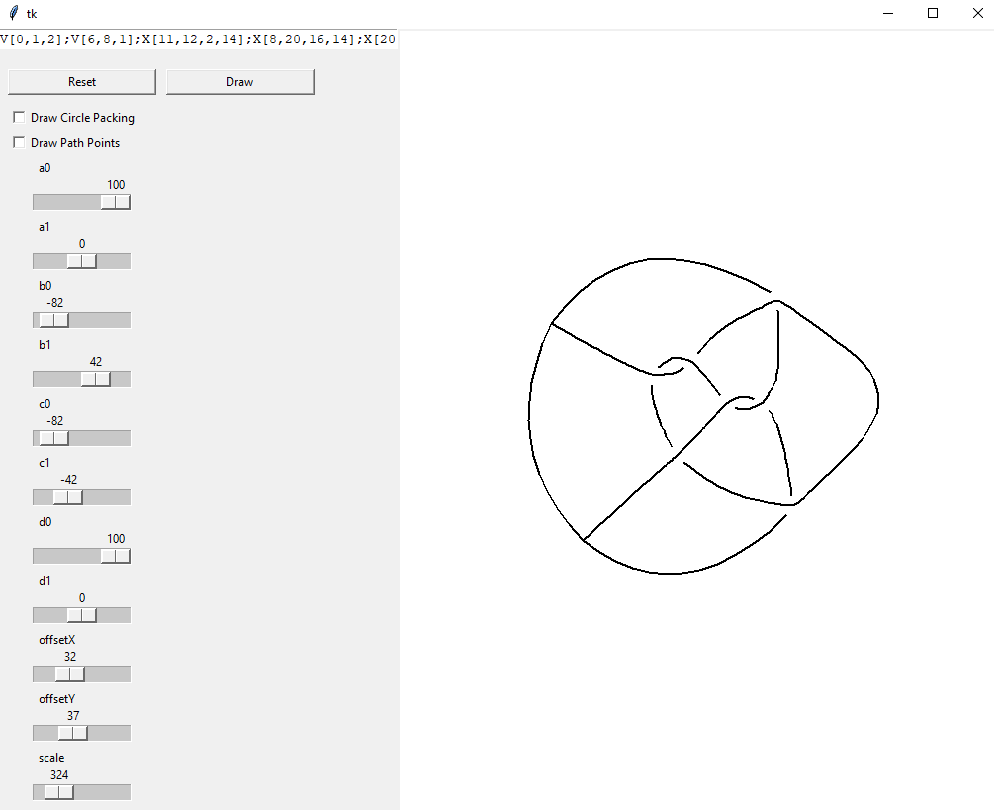 tk
V[0,1,2];V[6,8,1];X[11,12,2,14];X[8,20,16,14];X[20
Reset
Draw
Draw Circle Packing
Draw Path Points
a0
100
a1
0
b0
-82
b1
42
c0
-82
c1
-42
d0
100
d1
0
offsetX
32
offsetY
37
scale
324